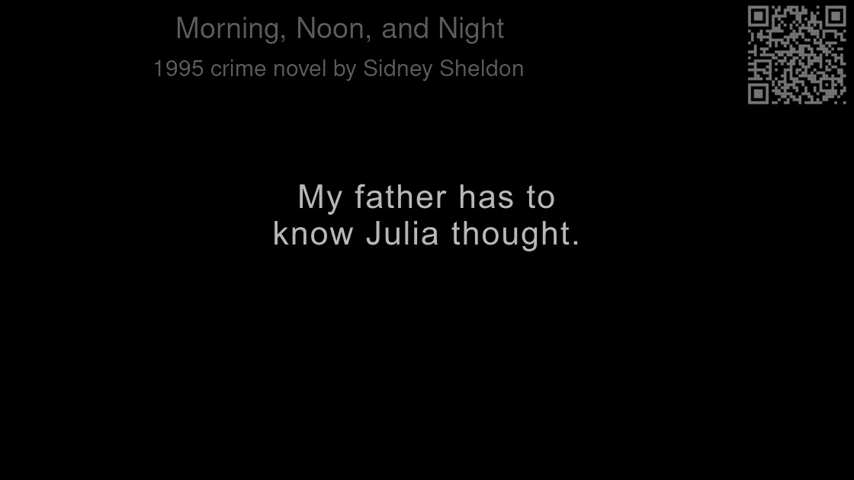 Morning, Noon, and Night
1995 crime novel by Sidney Sheldon
My father has to
know Julia thought.